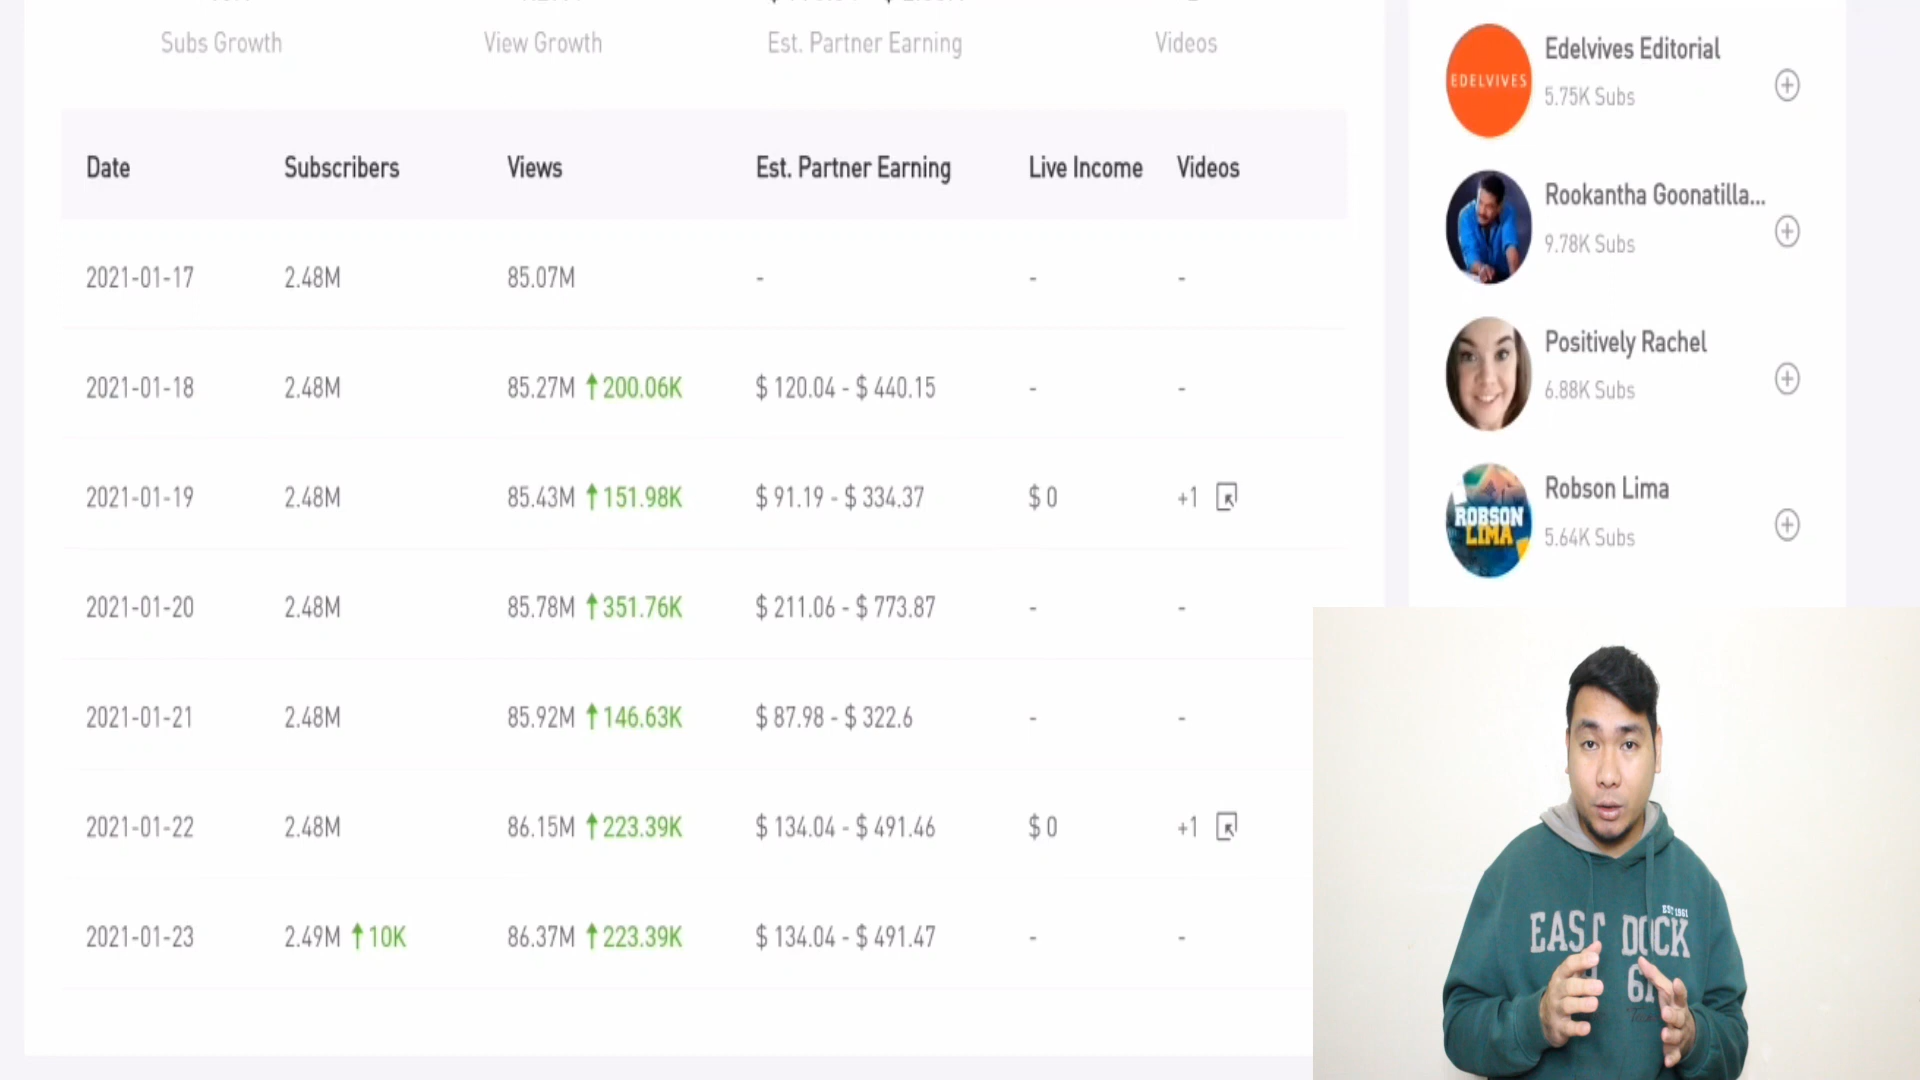 Subs Growth View Growth Est. Partner Earning Videos
Date Subscribers Views Est. Partner Earning Live Income Videos
2021-01-17 2.48M 85.07M - - -
2021-01-18 2.48M 85.27M ↑200.06K $ 120.04 - $ 440.15 - -
2021-01-19 2.48M 85.43M ↑151.98K $ 91.19 - $ 334.37 $ 0 +1
2021-01-20 2.48M 85.78M ↑351.76K $ 211.06 - $ 773.87 - -
2021-01-21 2.48M 85.92M ↑146.63K $ 87.98 - $ 322.6 - -
2021-01-22 2.48M 86.15M ↑223.39K $ 134.04 - $ 491.46 $ 0 +1
2021-01-23 2.49M ↑10K 86.37M ↑223.39K $ 134.04 - $ 491.47 - -
EDELVIVES
Edelvives Editorial
5.75K Subs
Rookantha Goonatilla...
9.78K Subs
Positively Rachel
6.88K Subs
ROBSON
LIMA
Robson Lima
5.64K Subs
EST 1961
EAST DOCK